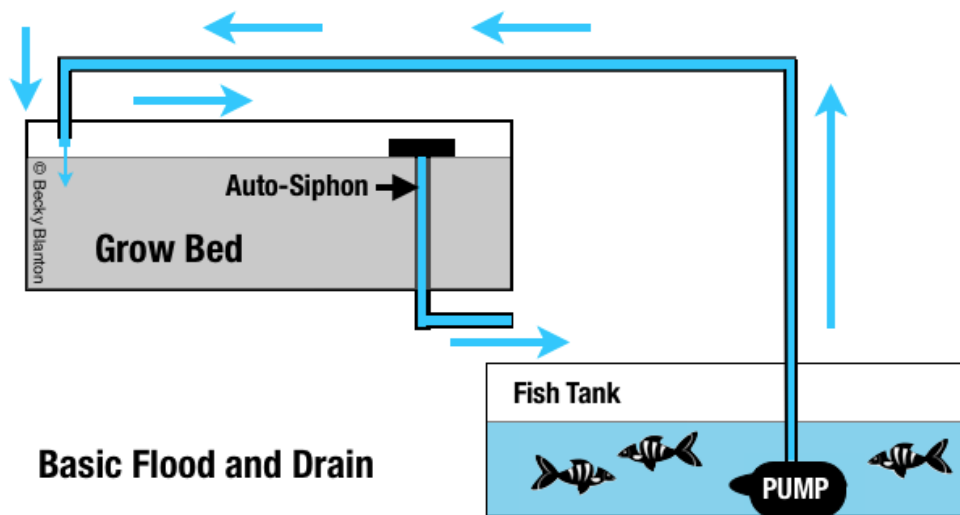 © Becky Blanton
Auto-Siphon
Grow Bed
Fish Tank
Basic Flood and Drain
PUMP